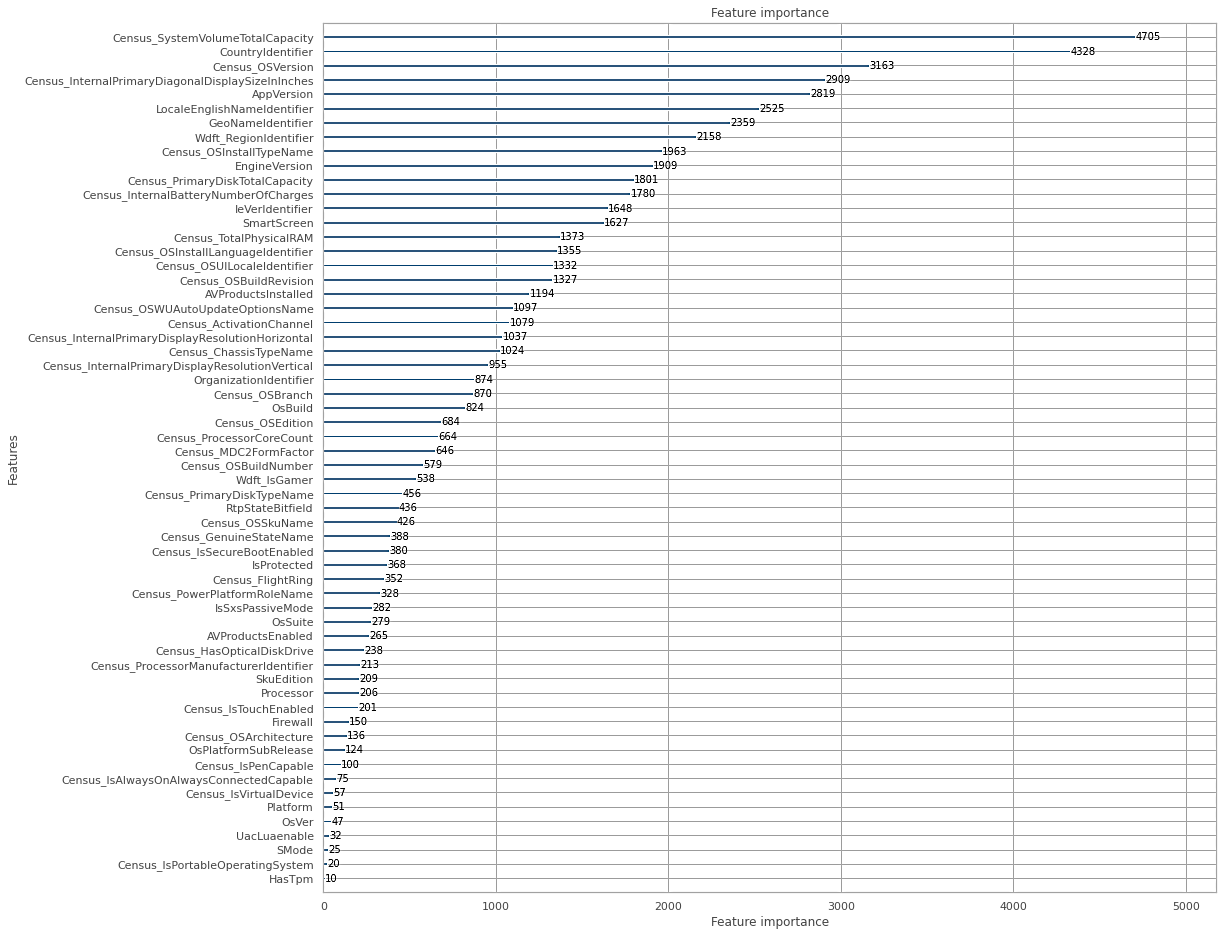 Feature importance
Census_SystemVolumeTotalCapacity 4705
CountryIdentifier 4328
Census_OSVersion 3163
Census_InternalPrimaryDiagonalDisplaySizeInInches 2909
AppVersion 2819
LocaleEnglishNameIdentifier 2525
GeoNameIdentifier 2359
Wdft_RegionIdentifier 2158
Census_OSInstallTypeName 1963
EngineVersion 1909
Census_PrimaryDiskTotalCapacity 1801
Census_InternalBatteryNumberOfCharges 1780
IeVerIdentifier 1648
SmartScreen 1627
Census_TotalPhysicalRAM 1373
Census_OSInstallLanguageIdentifier 1355
Census_OSUILocaleIdentifier 1332
Census_OSBuildRevision 1327
AVProductsInstalled 1194
Census_OSWUAutoUpdateOptionsName 1097
Census_ActivationChannel 1079
Census_InternalPrimaryDisplayResolutionHorizontal 1037
Census_ChassisTypeName 1024
Census_InternalPrimaryDisplayResolutionVertical 955
OrganizationIdentifier 874
Census_OSBranch 870
OsBuild 824
Census_OSEdition 684
Census_ProcessorCoreCount 664
Census_MDC2FormFactor 646
Census_OSBuildNumber 579
Wdft_IsGamer 538
Census_PrimaryDiskTypeName 456
RtpStateBitfield 436
Census_OSSkuName 426
Census_GenuineStateName 388
Census_IsSecureBootEnabled 380
IsProtected 368
Census_FlightRing 352
Census_PowerPlatformRoleName 328
IsSxsPassiveMode 282
OsSuite 279
AVProductsEnabled 265
Census_HasOpticalDiskDrive 238
Census_ProcessorManufacturerIdentifier 213
SkuEdition 209
Processor 206
Census_IsTouchEnabled 201
Firewall 150
Census_OSArchitecture 136
OsPlatformSubRelease 124
Census_IsPenCapable 100
Census_IsAlwaysOnAlwaysConnectedCapable 75
Census_IsVirtualDevice 57
Platform 51
OsVer 47
UacLuaenable 32
SMode 25
Census_IsPortableOperatingSystem 20
HasTpm 10
Features
0 1000 2000 3000 4000 5000
Feature importance